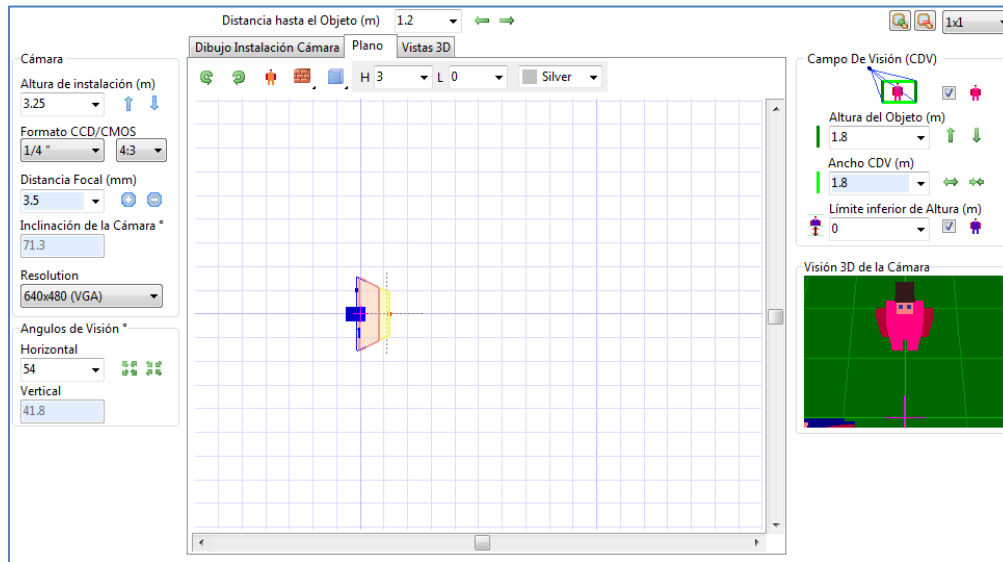 Distancia hasta el Objeto (m) 1.2
1x1
Dibujo Instalación Cámara Plano Vistas 3D
H 3 L 0 Silver
Cámara
Altura de instalación (m)
3.25
Formato CCD/CMOS
1/4 " 4:3
Distancia Focal (mm)
3.5
Inclinación de la Cámara °
71.3
Resolution
640x480 (VGA)
Angulos de Visión °
Horizontal
54
Vertical
41.8
Campo De Visión (CDV)
Altura del Objeto (m)
1.8
Ancho CDV (m)
1.8
Límite inferior de Altura (m)
0
Visión 3D de la Cámara